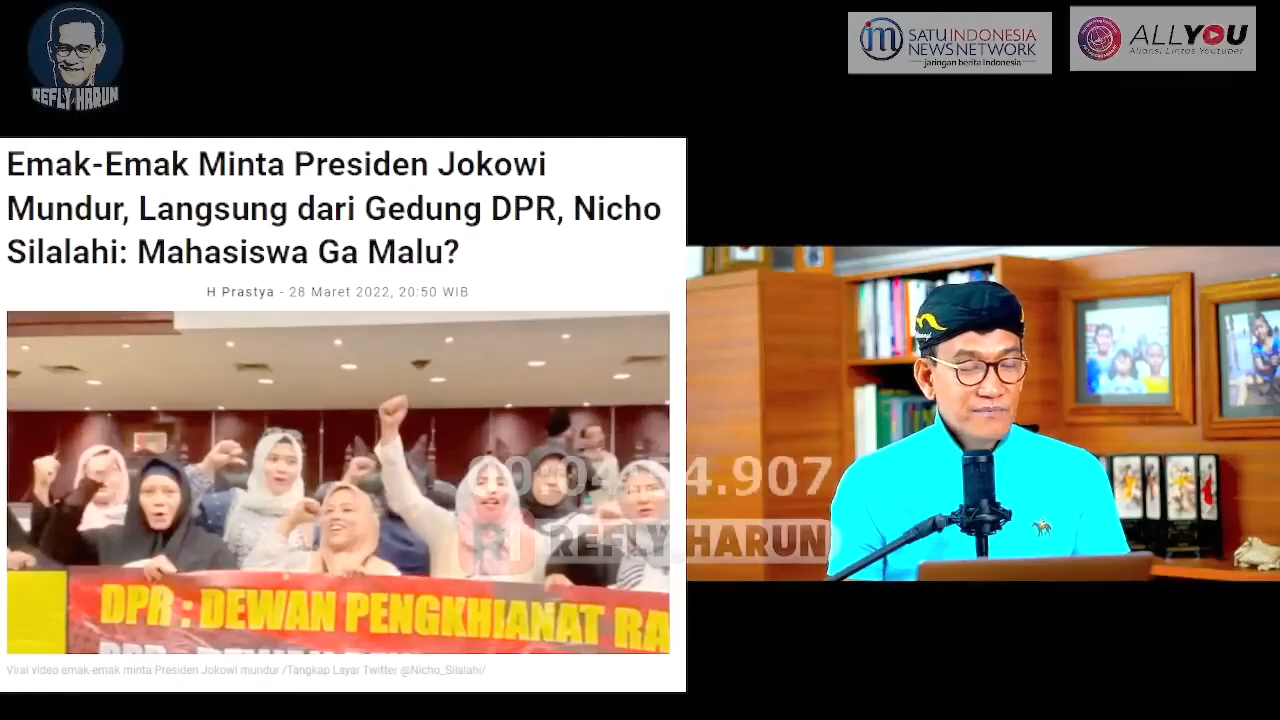 REFLY HARUN
SATU INDONESIA
NEWS NETWORK
jaringan berita Indonesia
ALLYOU
Aliansi Lintas Youtuber
Emak-Emak Minta Presiden Jokowi
Mundur, Langsung dari Gedung DPR, Nicho
Silalahi: Mahasiswa Ga Malu?
H Prastya - 28 Maret 2022, 20:50 WIB
REFLY HARUN
DPR : DEWAN PENGKHIANAT RA
Viral video emak-emak minta Presiden Jokowi mundur /Tangkap Layar Twitter @Nicho_Silalahi/